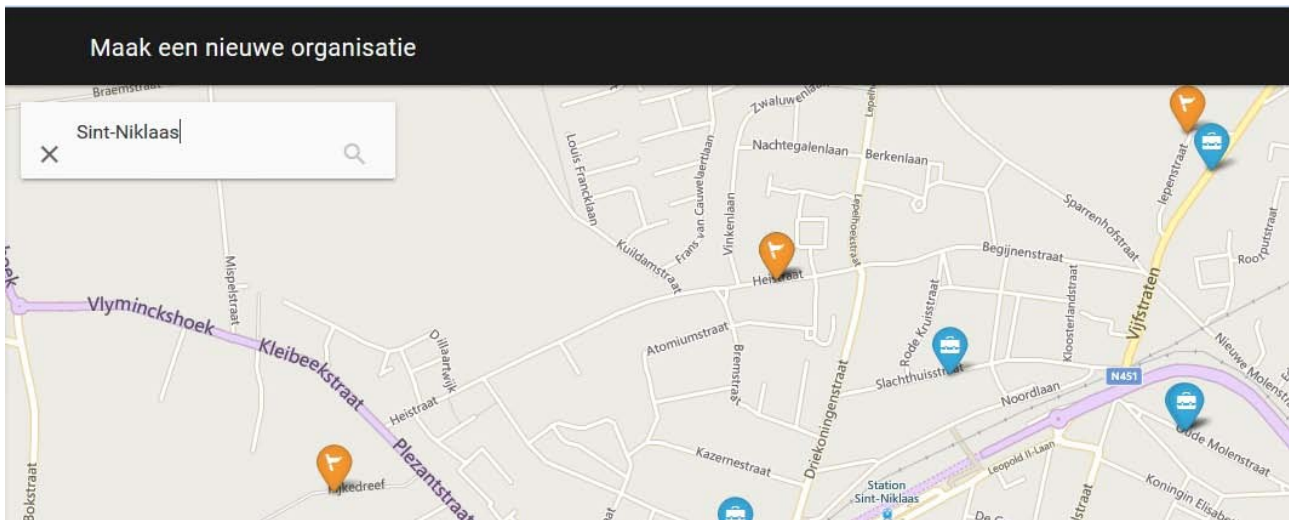 Maak een nieuwe organisatie
Braemstraat
Sint-Niklaas
Zwaluwenlaan
Nachtegalenlaan
Berkenlaan
Louis Francklaan
Frans van Cauwelaertlaan
Vinkenlaan
Lepelhoekstraat
Iepenstraat
Sparrenhofstraat
Roorputstraat
Kuildamstraat
Begijnenstraat
Heistraat
Mispelstraat
Vlyminckshoek
Kleibeekstraat
Dillaartwijk
Atomiumstraat
Bremstraat
Rode Kruisstraat
Kloosterlandstraat
Vijfstraten
Nieuwe Molenstraat
Slachthuisstraat
N451
Noordlaan
Heistraat
Driekoningenstraat
Oude Molenstraat
Plezantstraat
Kazernestraat
Leopold II-Laan
Bokstraat
Station
Sint-Niklaas
Koningin Elisabe